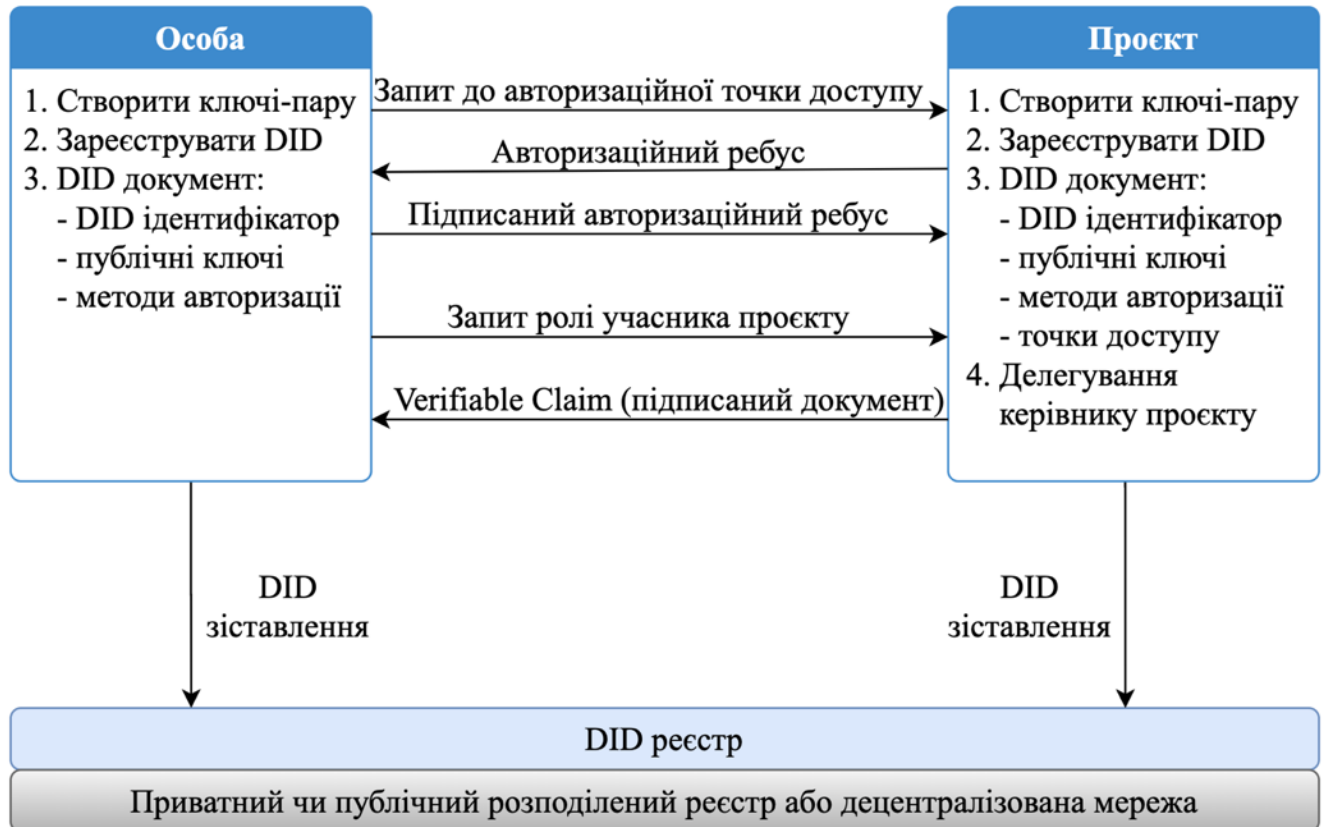 Особа
1. Створити ключі-пару
2. Зареєструвати DID
3. DID документ:
- DID ідентифікатор
- публічні ключі
- методи авторизації
Запит до авторизаційної точки доступу
Авторизаційний ребус
Підписаний авторизаційний ребус
Запит ролі учасника проєкту
Verifiable Claim (підписаний документ)
Проєкт
1. Створити ключі-пару
2. Зареєструвати DID
3. DID документ:
- DID ідентифікатор
- публічні ключі
- методи авторизації
- точки доступу
4. Делегування
керівнику проєкту
DID
зіставлення
DID
зіставлення
DID реєстр
Приватний чи публічний розподілений реєстр або децентралізована мережа